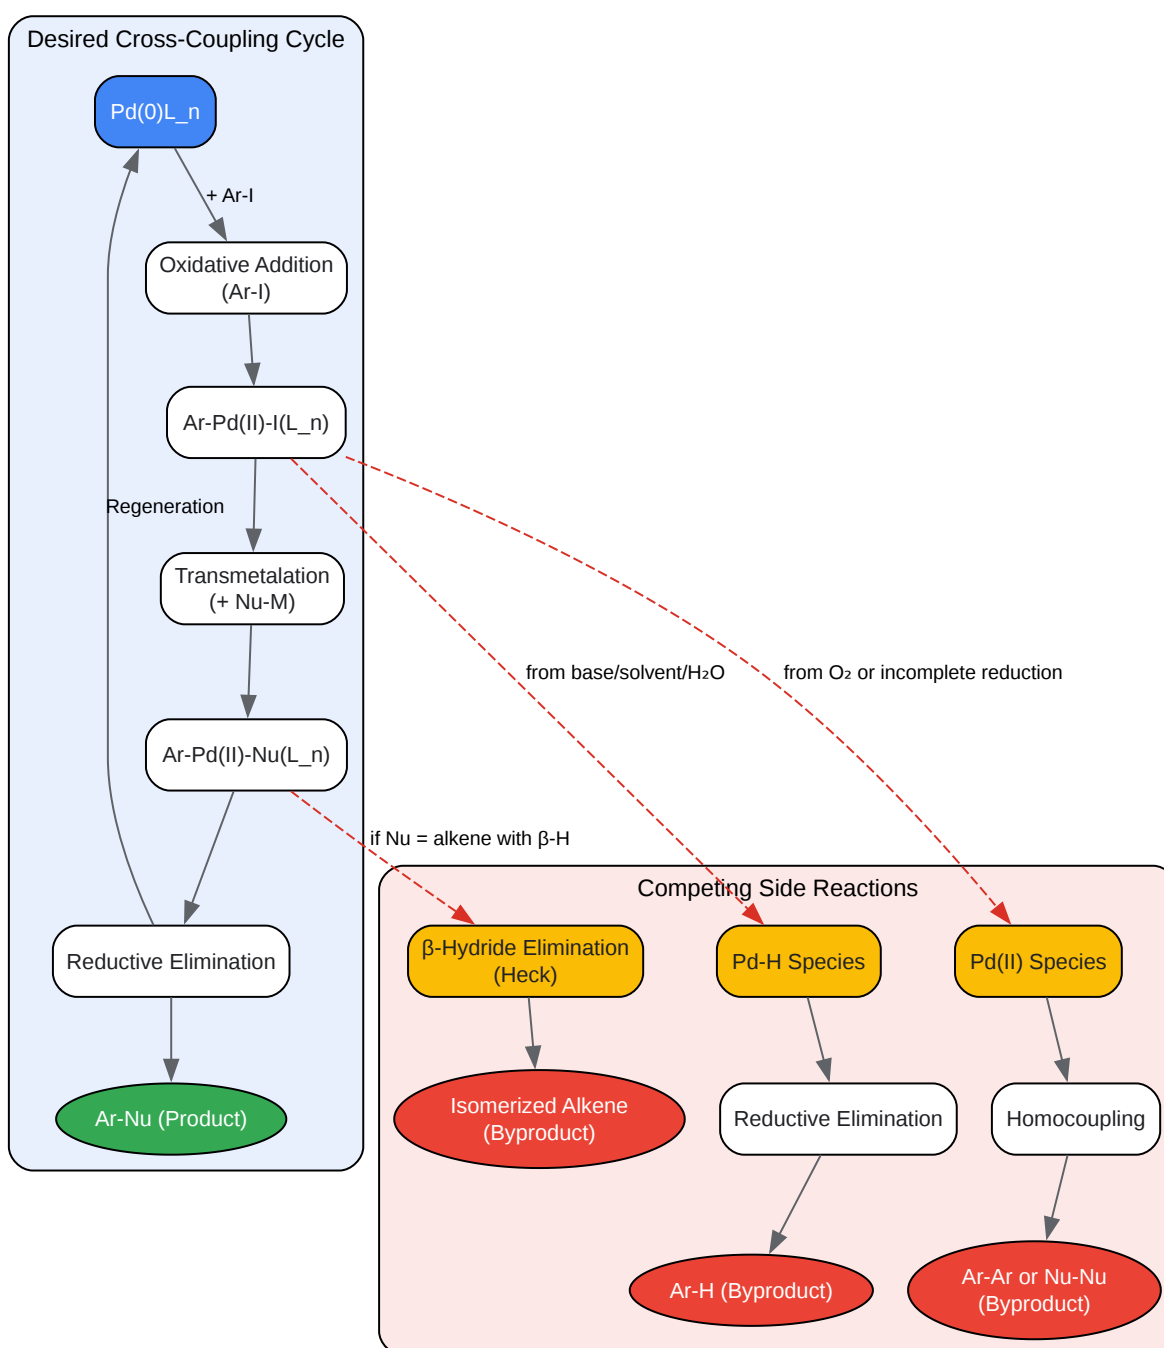 Desired Cross-Coupling Cycle
Pd(0)L_n
+ Ar-I
Oxidative Addition
(Ar-I)
Ar-Pd(II)-I(L_n)
Regeneration
Transmetalation
(+ Nu-M)
from base/solvent/H₂O
from O₂ or incomplete reduction
Ar-Pd(II)-Nu(L_n)
if Nu = alkene with β-H
Competing Side Reactions
Reductive Elimination
β-Hydride Elimination
(Heck)
Pd-H Species
Pd(II) Species
Ar-Nu (Product)
Isomerized Alkene
(Byproduct)
Reductive Elimination
Homocoupling
Ar-H (Byproduct)
Ar-Ar or Nu-Nu
(Byproduct)